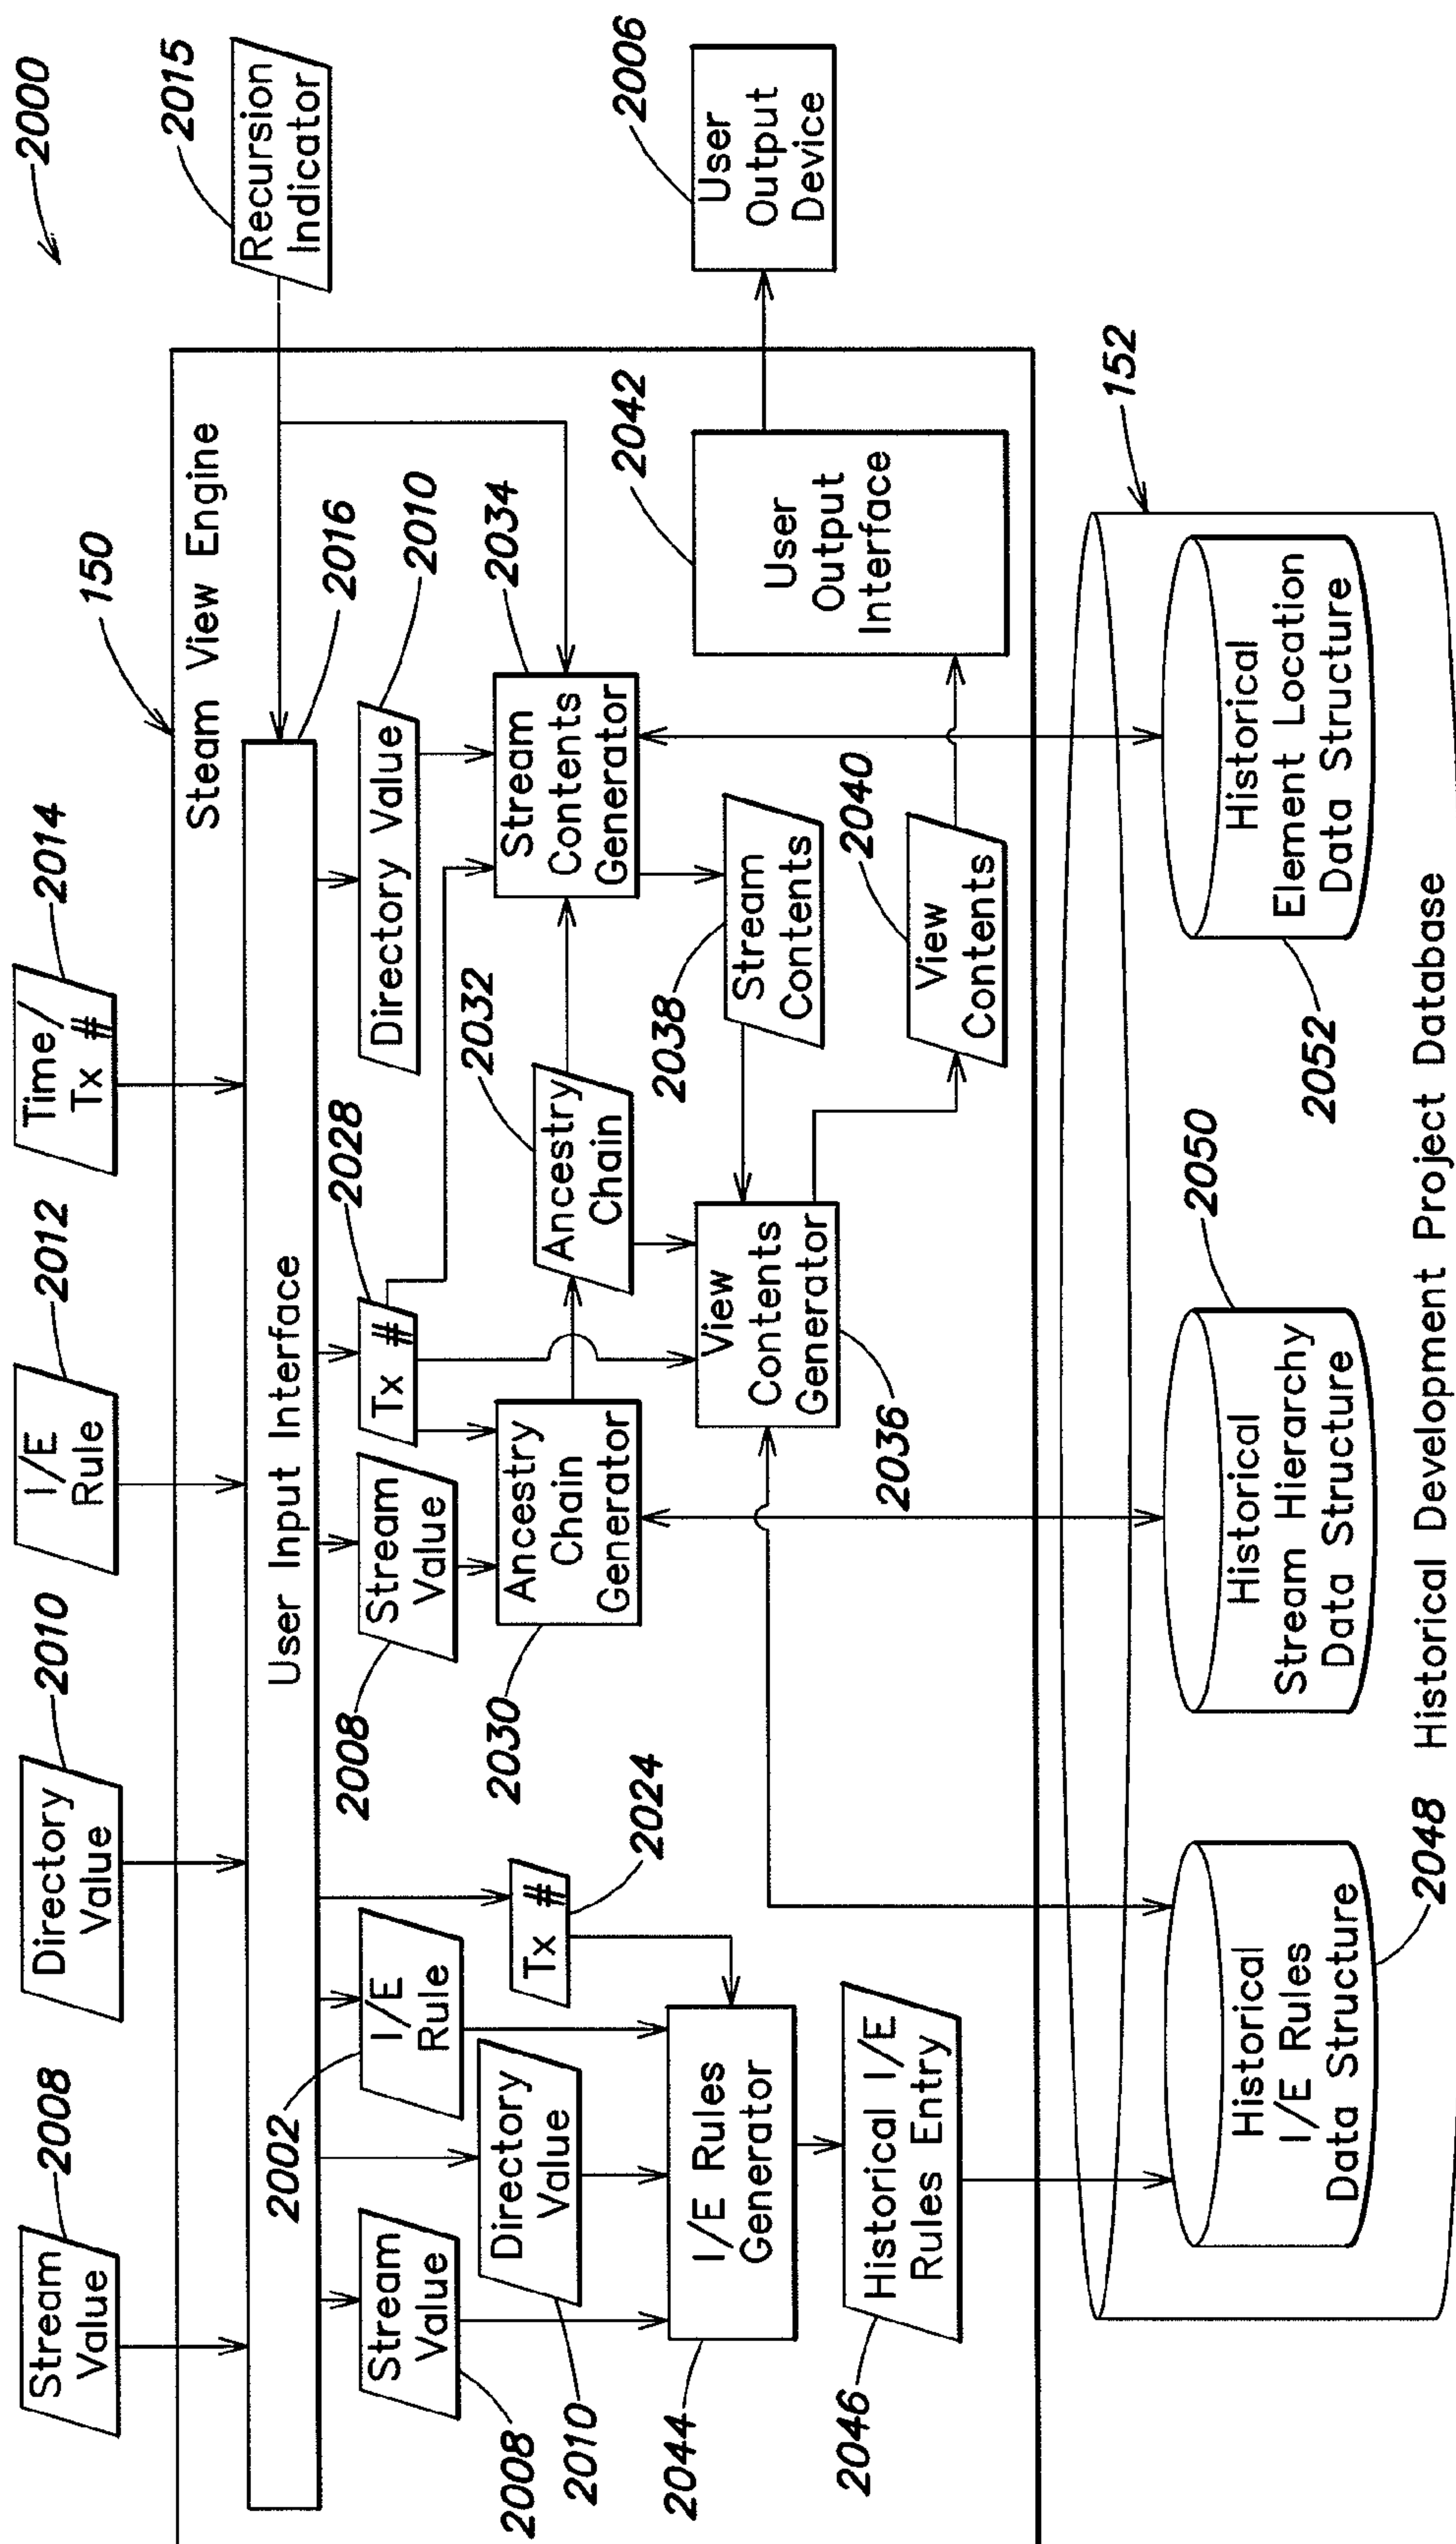 2000
Stream
Value
2008
Directory
Value
2010
I/E
Rule
2012
Time/
Tx #
2014
Recursion
Indicator
2015
150
Steam View Engine
User Input Interface
2016
2002
Stream
Value
2008
Directory
Value
2010
I/E
Rule
Tx #
2024
Stream
Value
2008
Tx #
2028
Directory Value
2010
I/E Rules
Generator
2044
Ancestry
Chain
Generator
2030
Ancestry
Chain
2032
Stream
Contents
Generator
2034
Historical I/E
Rules Entry
2046
View
Contents
Generator
2036
Stream
Contents
2038
View
Contents
2040
User
Output
Interface
2042
User
Output
Device
2006
152
Historical
I/E Rules
Data Structure
2048
Historical
Stream Hierarchy
Data Structure
2050
Historical
Element Location
Data Structure
2052
Historical Development Project Database